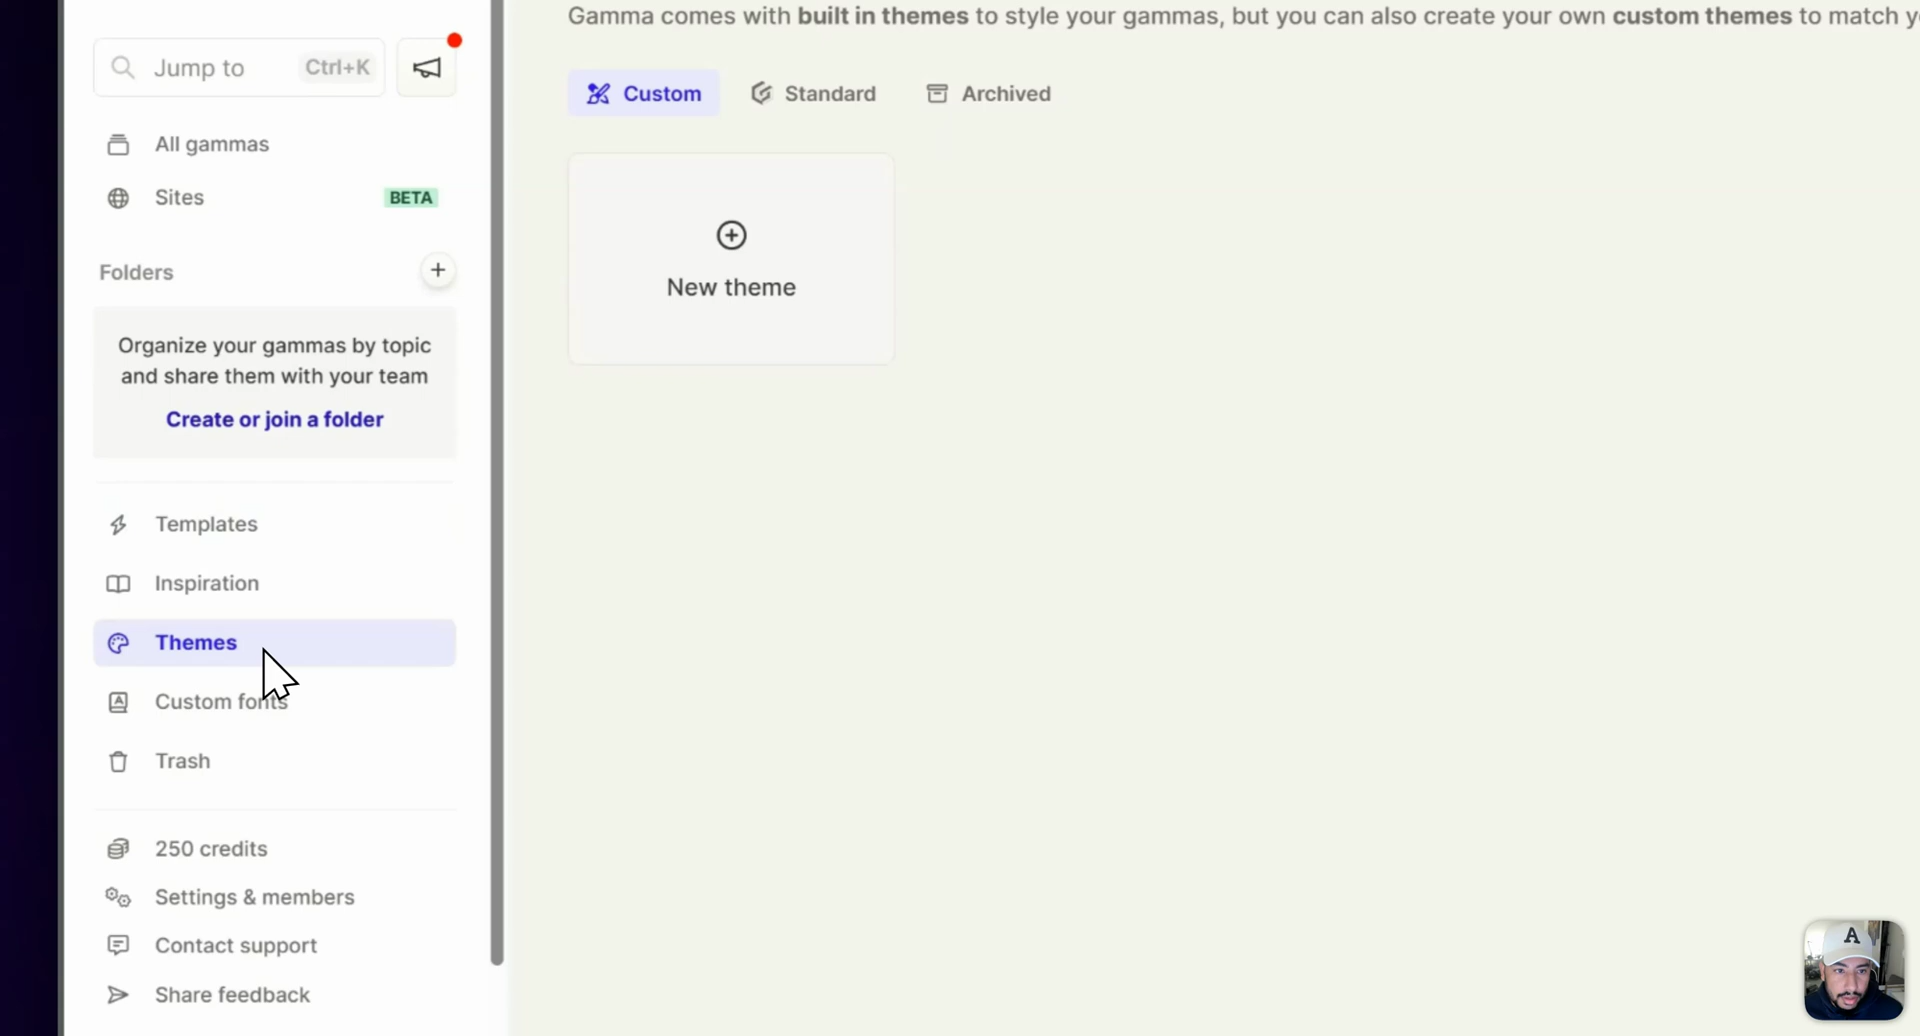 Gamma comes with built in themes to style your gammas, but you can also create your own custom themes to match
Jump to Ctrl+K
Custom Standard Archived
All gammas
Sites BETA
Folders +
New theme
Organize your gammas by topic
and share them with your team
Create or join a folder
Templates
Inspiration
Themes
Custom fonts
Trash
250 credits
Settings & members
Contact support
Share feedback
A